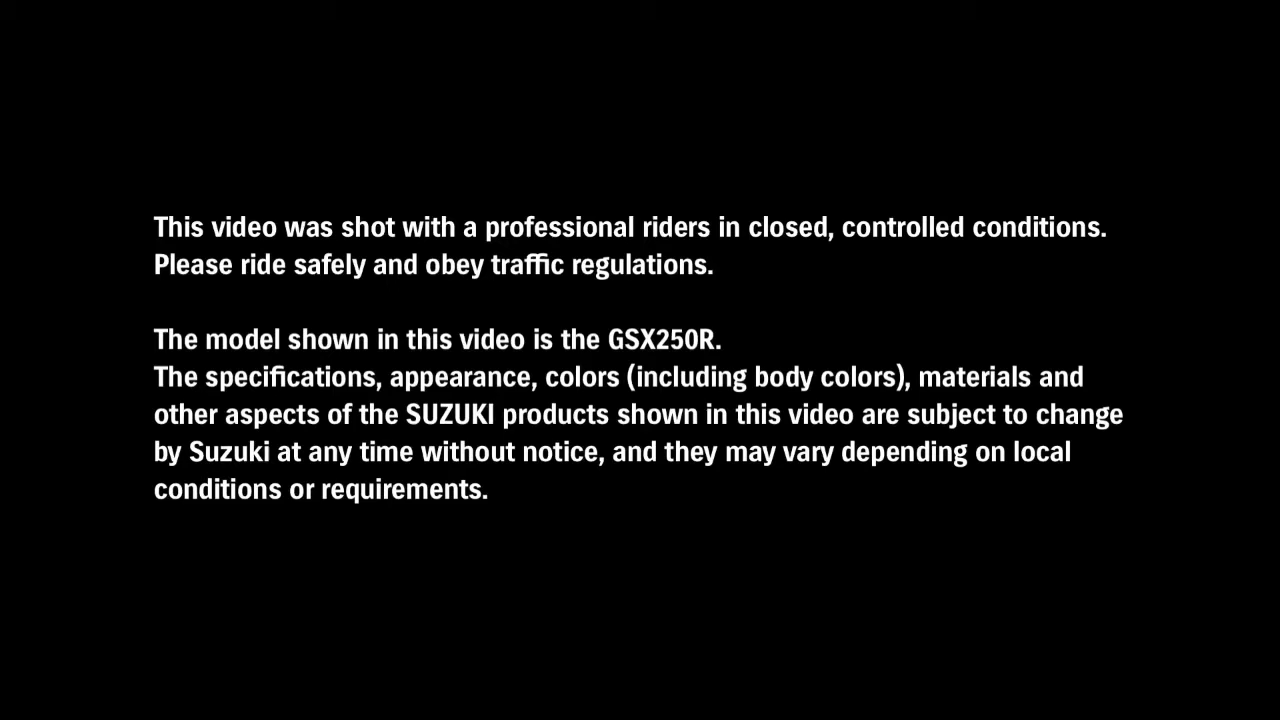 This video was shot with a professional riders in closed, controlled conditions.
Please ride safely and obey traffic regulations.
The model shown in this video is the GSX250R.
The specifications, appearance, colors (including body colors), materials and
other aspects of the SUZUKI products shown in this video are subject to change
by Suzuki at any time without notice, and they may vary depending on local
conditions or requirements.